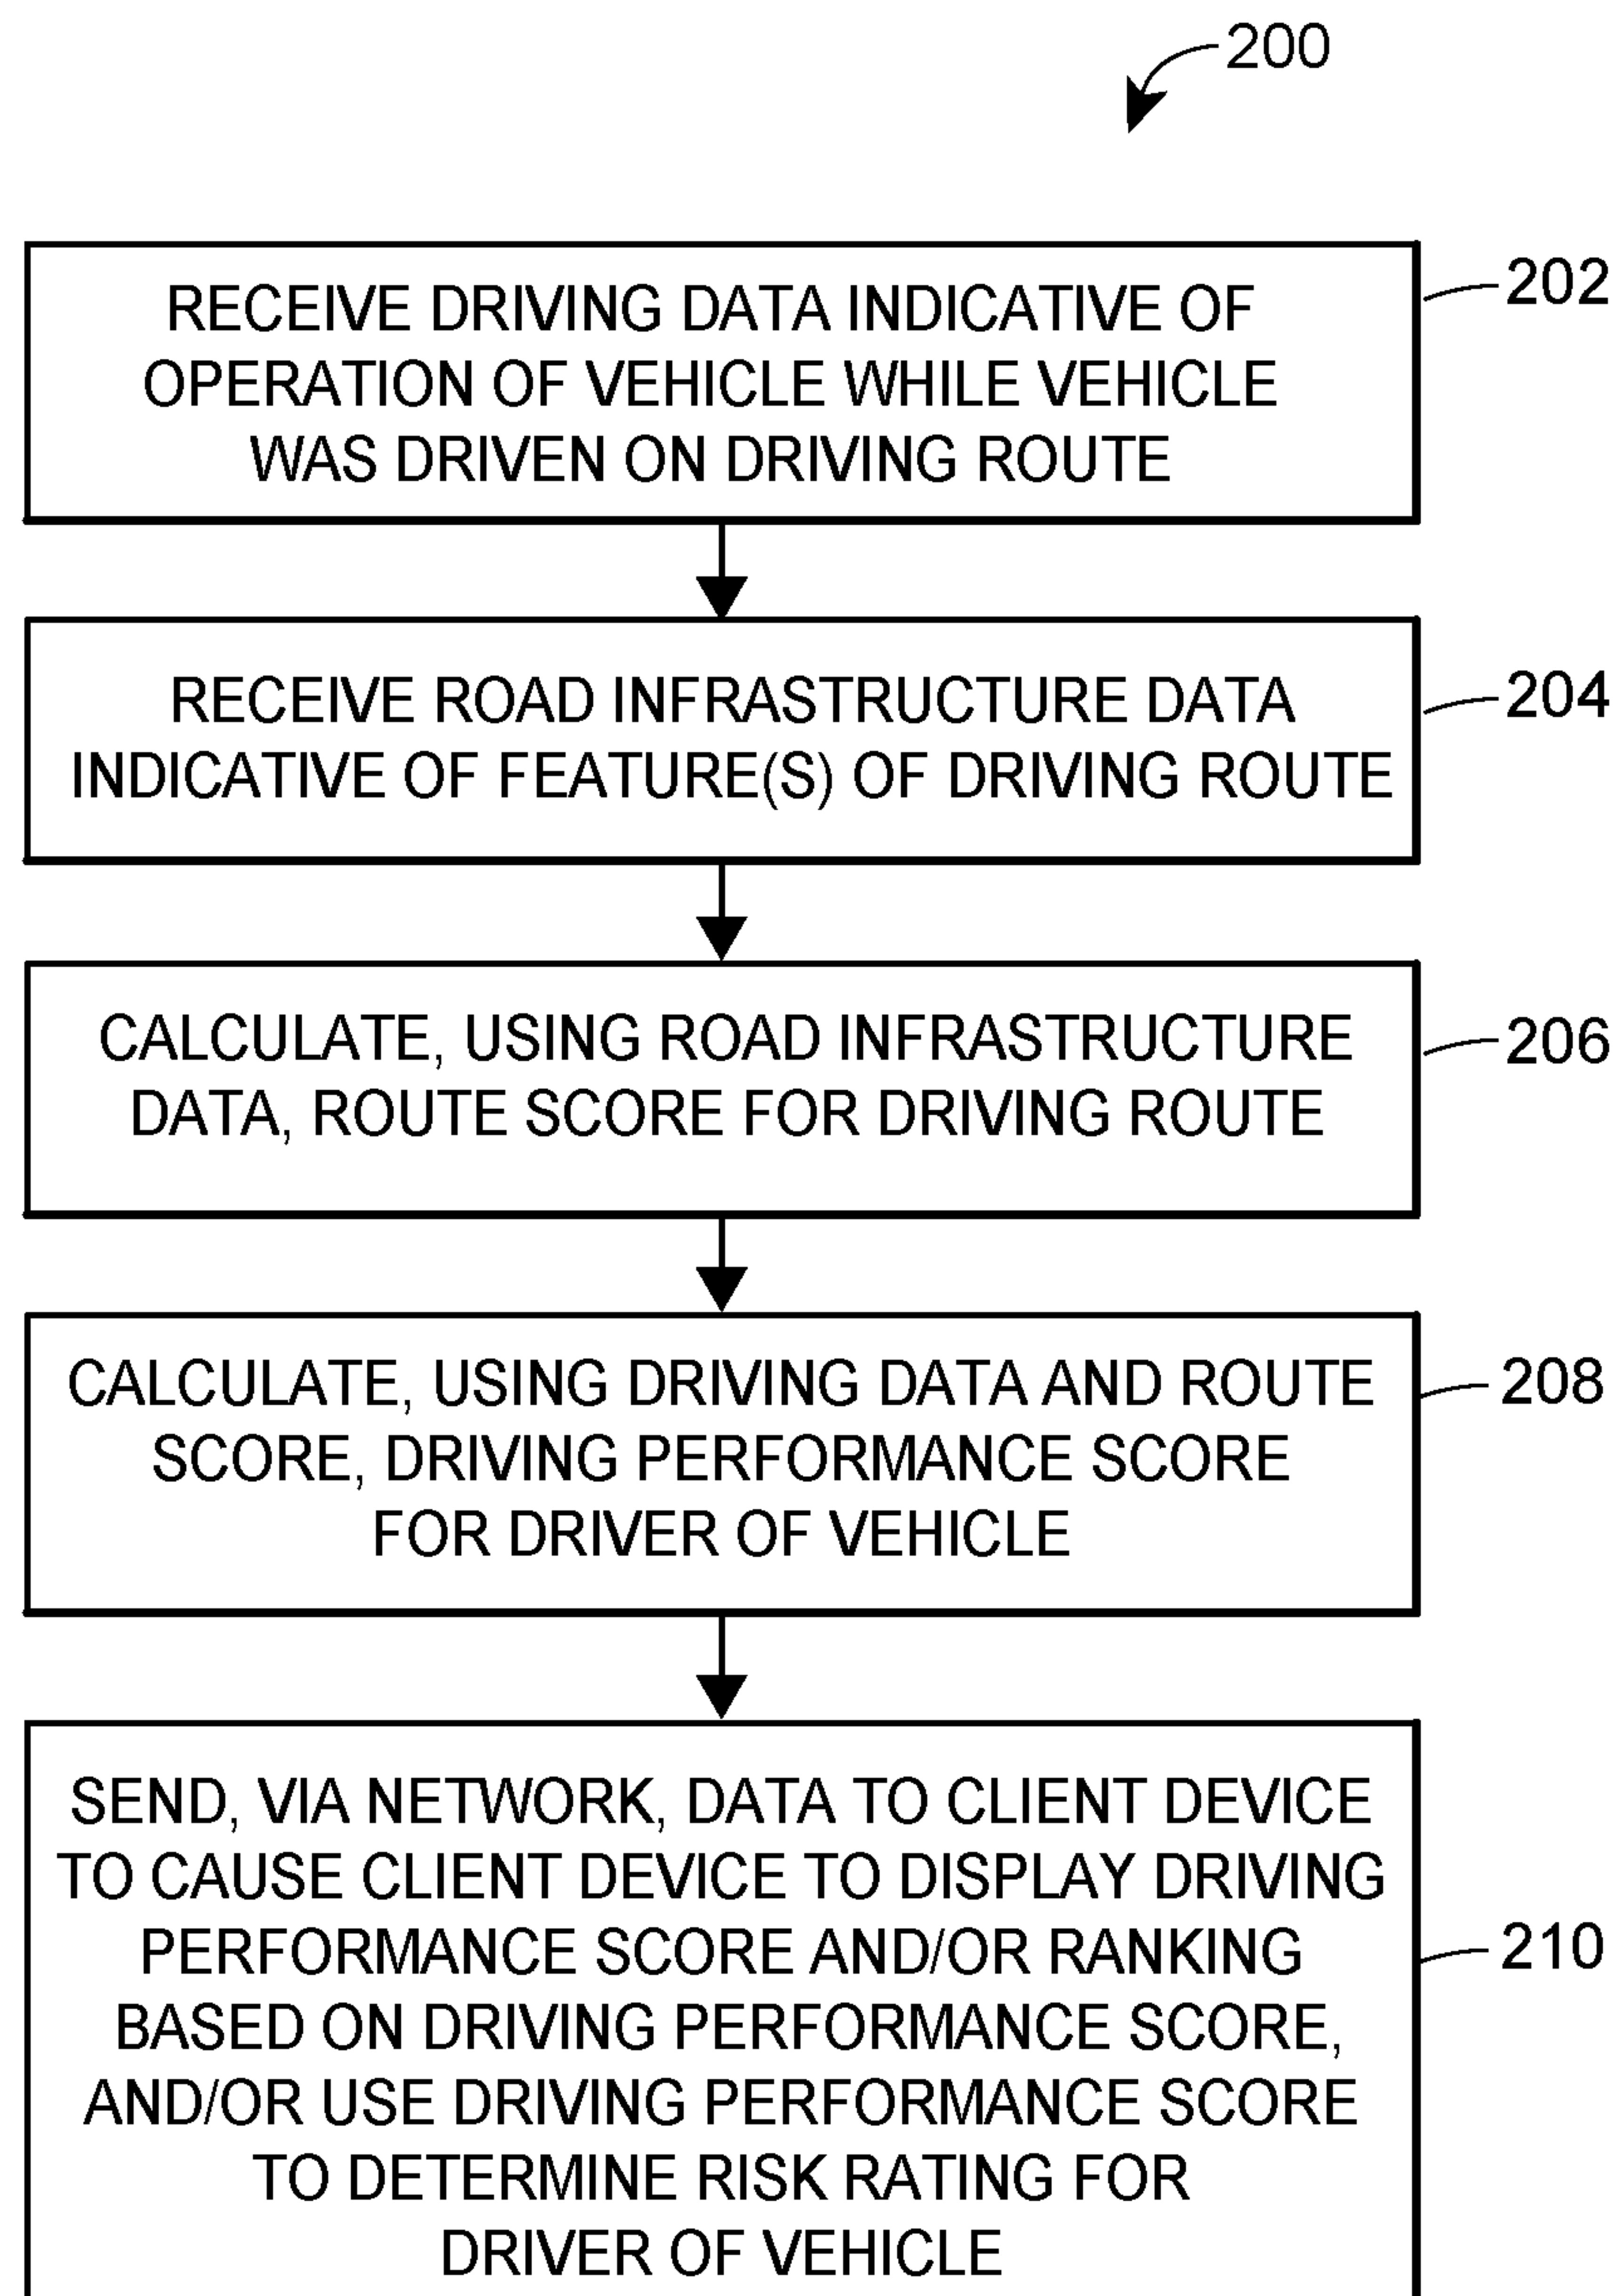 200
RECEIVE DRIVING DATA INDICATIVE OF
OPERATION OF VEHICLE WHILE VEHICLE
WAS DRIVEN ON DRIVING ROUTE
202
RECEIVE ROAD INFRASTRUCTURE DATA
INDICATIVE OF FEATURE(S) OF DRIVING ROUTE
204
CALCULATE, USING ROAD INFRASTRUCTURE
DATA, ROUTE SCORE FOR DRIVING ROUTE
206
CALCULATE, USING DRIVING DATA AND ROUTE
SCORE, DRIVING PERFORMANCE SCORE
FOR DRIVER OF VEHICLE
208
SEND, VIA NETWORK, DATA TO CLIENT DEVICE
TO CAUSE CLIENT DEVICE TO DISPLAY DRIVING
PERFORMANCE SCORE AND/OR RANKING
BASED ON DRIVING PERFORMANCE SCORE,
AND/OR USE DRIVING PERFORMANCE SCORE
TO DETERMINE RISK RATING FOR
DRIVER OF VEHICLE
210